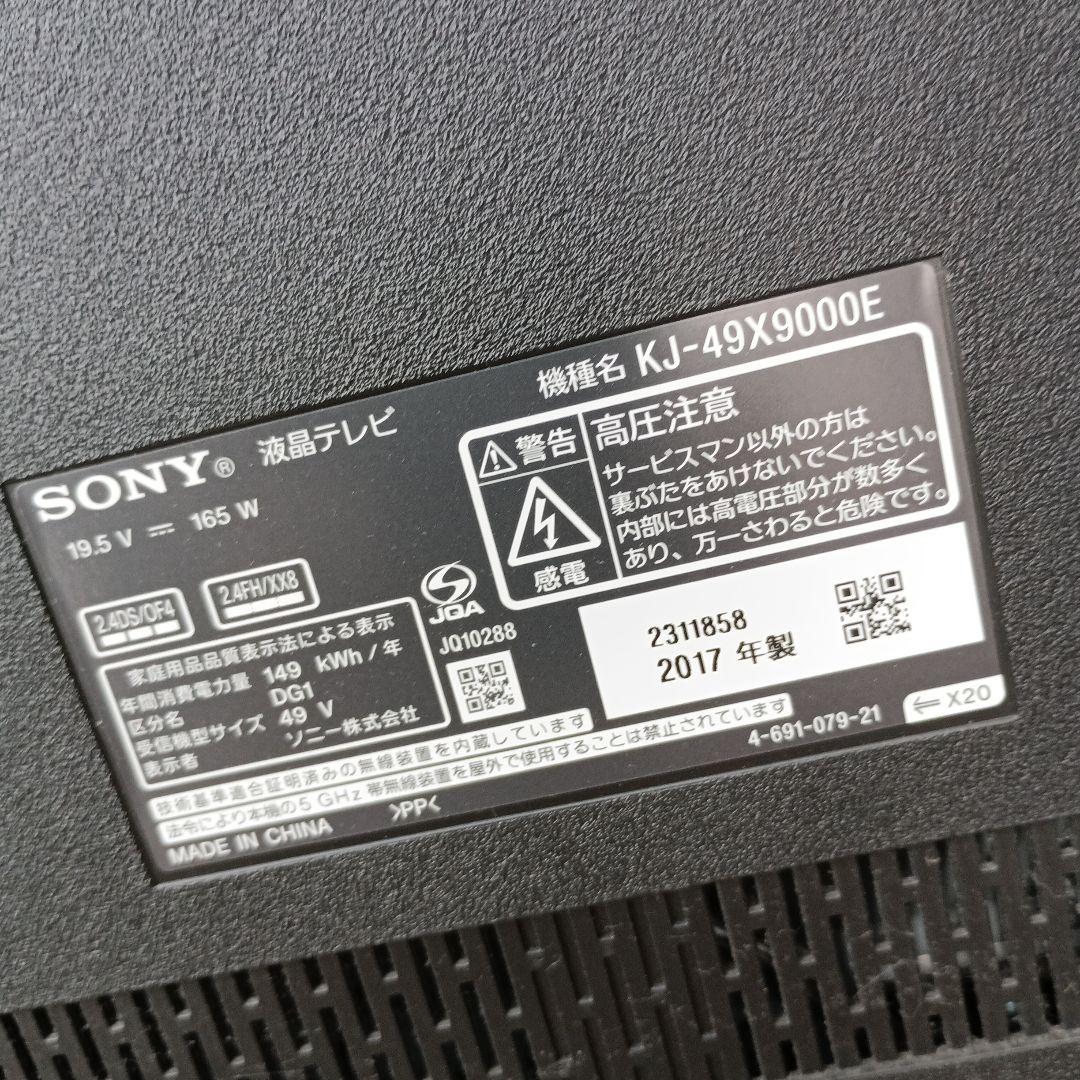 SONY® 液晶テレビ
機種名 KJ-49X9000E
19.5 V ⎓ 165 W
警告
感電
高圧注意
サービスマン以外の方は
裏ぶたをあけないでください。
内部には高電圧部分が数多く
あり、万一さわると危険です。
2.4DS/OF4
2.4FH/XX8
JQA
JQ10288
家庭用品品質表示法による表示
年間消費電力量 149 kWh/年
区分名 DG1
受信機型サイズ 49 V
表示者 ソニー株式会社
2311858
2017 年製
⇐ X20
技術基準適合証明済みの無線装置を内蔵しています
法令により本機の5 GHz 帯無線装置を屋外で使用することは禁止されています
4-691-079-21
MADE IN CHINA
>PP<